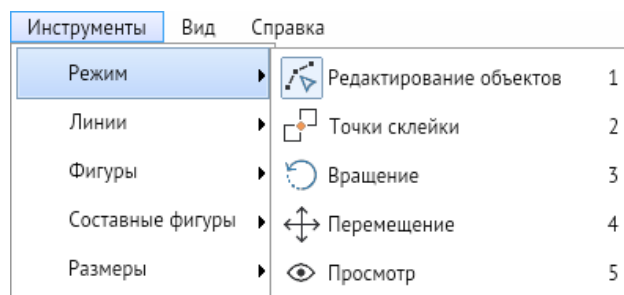 Инструменты Вид Справка
Режим
Редактирование объектов 1
Линии
Точки склейки 2
Фигуры
Вращение 3
Составные фигуры
Перемещение 4
Размеры
Просмотр 5